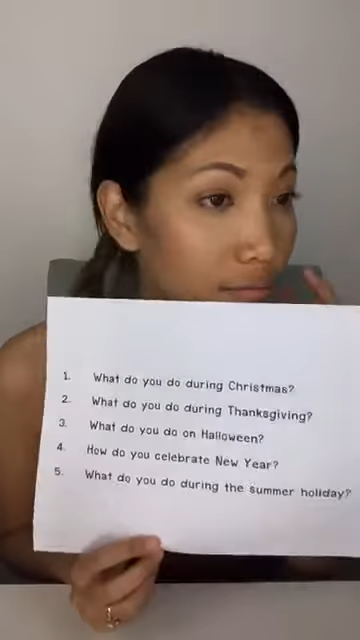 1. What do you do during Christmas?
2. What do you do during Thanksgiving?
3. What do you do on Halloween?
4. How do you celebrate New Year?
5. What do you do during the summer holiday?